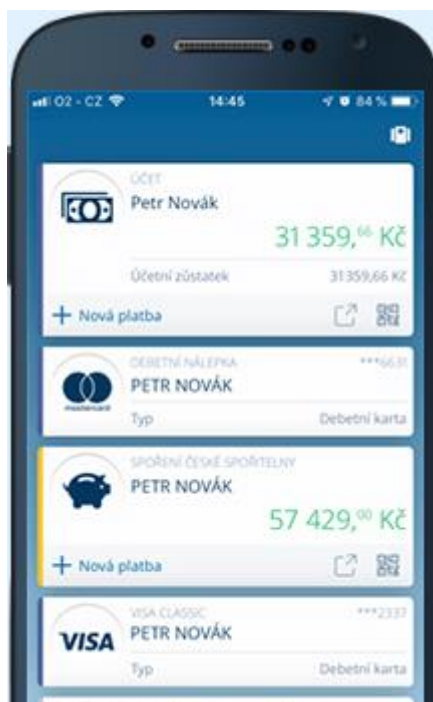 O2 - CZ 14:45 84 %
ÚČET
Petr Novák
31 359,66 Kč
Účetní zůstatek 31359,66 Kč
Nová platba
DEBETNÍ NÁLEPKA ***6631
PETR NOVÁK
mastercard
Typ Debetní karta
SPOŘENÍ ČESKÉ SPOŘITELNY
PETR NOVÁK
57 429,00 Kč
Nová platba
VISA CLASSIC ***2337
VISA
PETR NOVÁK
Typ Debetní karta